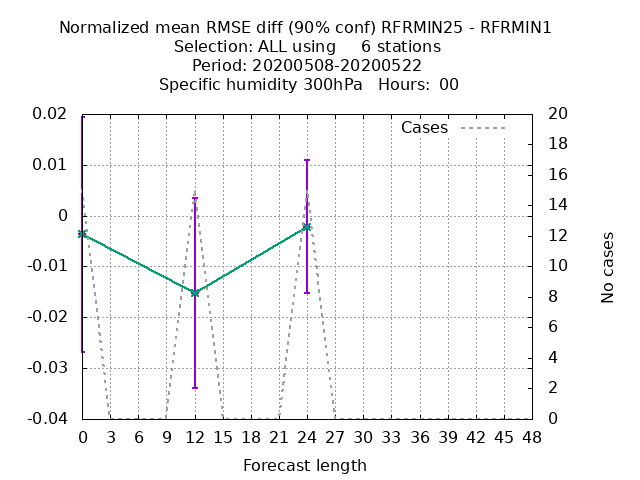 Normalized mean RMSE diff (90% conf) RFRMIN25 - RFRMIN1
Selection: ALL using     6 stations
Period: 20200508-20200522
Specific humidity 300hPa   Hours:  00
Cases
0.02
0.01
0
-0.01
-0.02
-0.03
-0.04
20
18
16
14
12
10
8
6
4
2
0
No cases
0 3 6 9 12 15 18 21 24 27 30 33 36 39 42 45 48
Forecast length